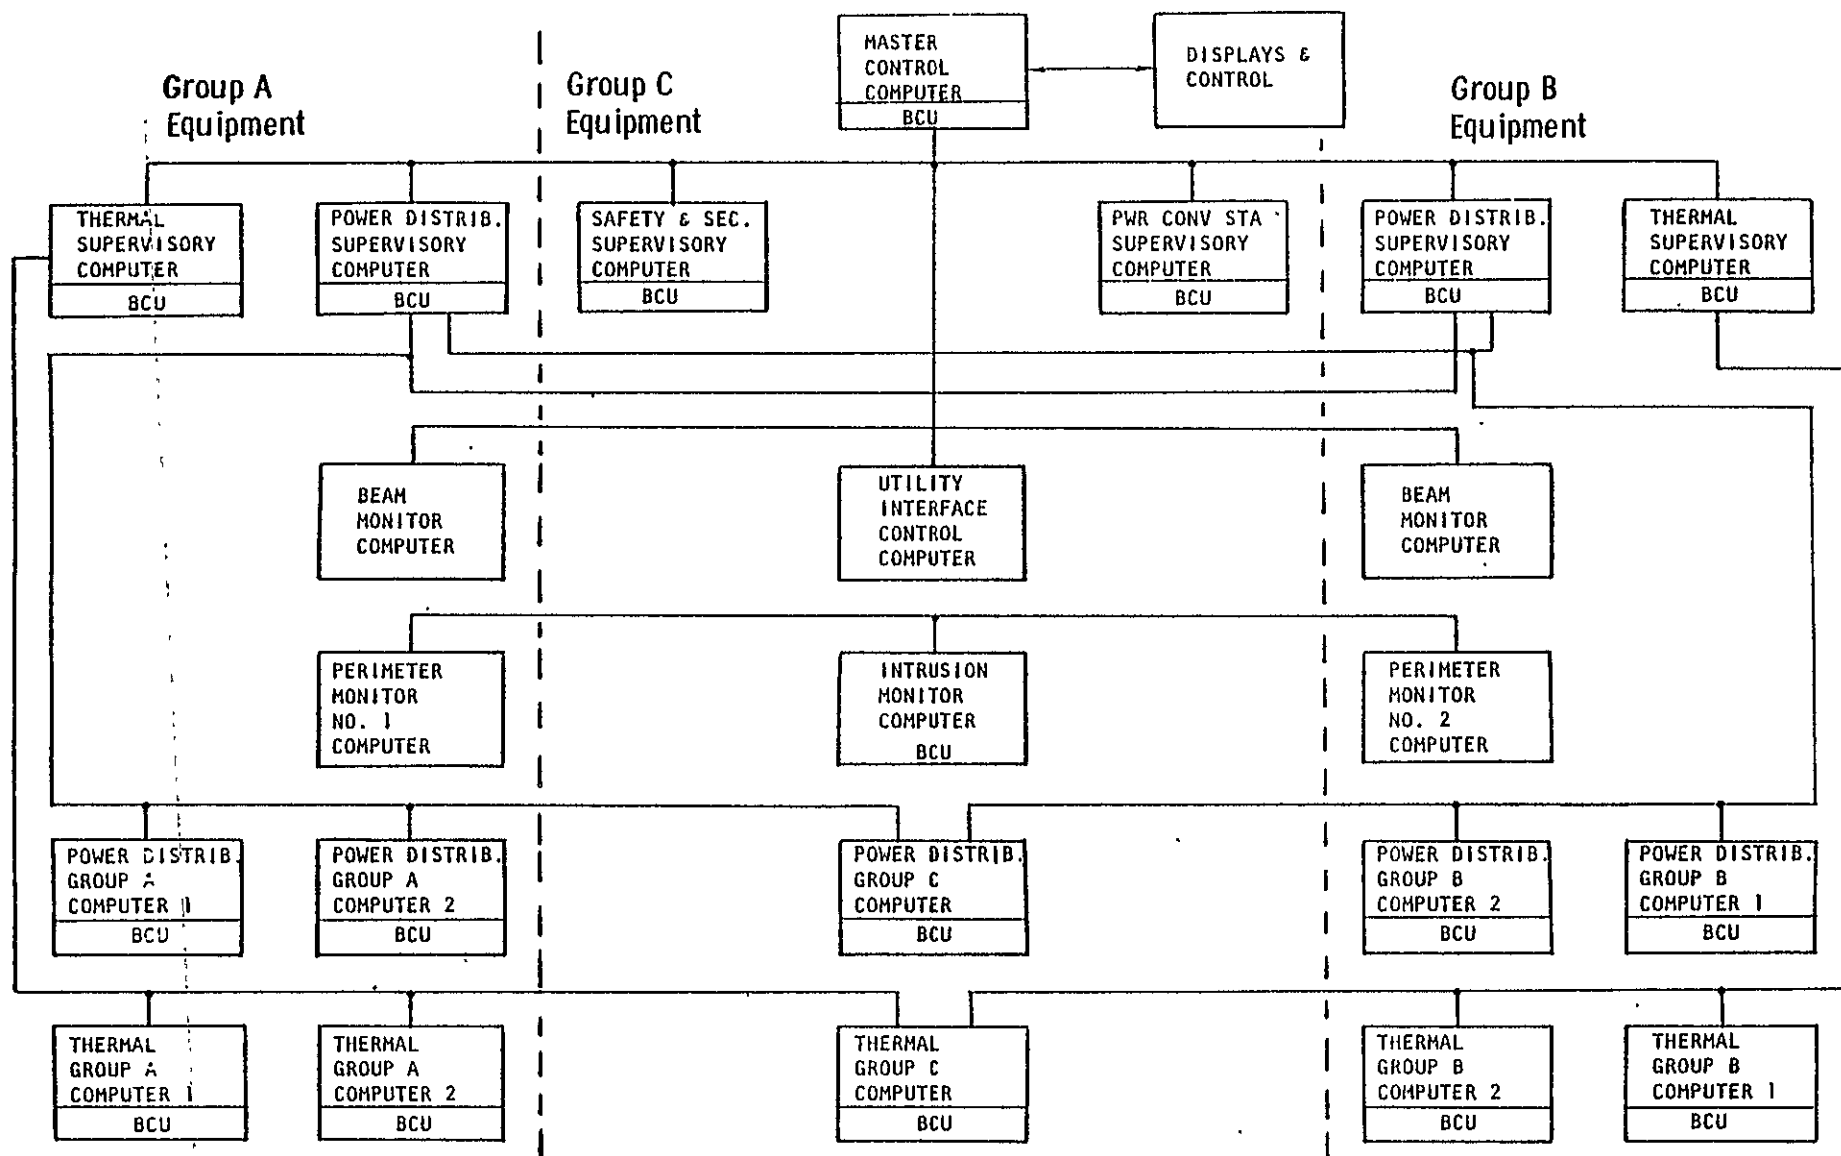 MASTER
CONTROL
COMPUTER
BCU
DISPLAYS &
CONTROL
Group A
Equipment
Group C
Equipment
Group B
Equipment
THERMAL
SUPERVISORY
COMPUTER
BCU
POWER DISTRIB.
SUPERVISORY
COMPUTER
BCU
SAFETY & SEC.
SUPERVISORY
COMPUTER
BCU
PWR CONV STA
SUPERVISORY
COMPUTER
BCU
POWER DISTRIB.
SUPERVISORY
COMPUTER
BCU
THERMAL
SUPERVISORY
COMPUTER
BCU
BEAM
MONITOR
COMPUTER
UTILITY
INTERFACE
CONTROL
COMPUTER
BEAM
MONITOR
COMPUTER
PERIMETER
MONITOR
NO. 1
COMPUTER
INTRUSION
MONITOR
COMPUTER
BCU
PERIMETER
MONITOR
NO. 2
COMPUTER
POWER DISTRIB.
GROUP A
COMPUTER 1
BCU
POWER DISTRIB.
GROUP A
COMPUTER 2
BCU
POWER DISTRIB.
GROUP C
COMPUTER
BCU
POWER DISTRIB.
GROUP B
COMPUTER 2
BCU
POWER DISTRIB.
GROUP B
COMPUTER 1
BCU
THERMAL
GROUP A
COMPUTER 1
BCU
THERMAL
GROUP A
COMPUTER 2
BCU
THERMAL
GROUP C
COMPUTER
BCU
THERMAL
GROUP B
COMPUTER 2
BCU
THERMAL
GROUP B
COMPUTER 1
BCU